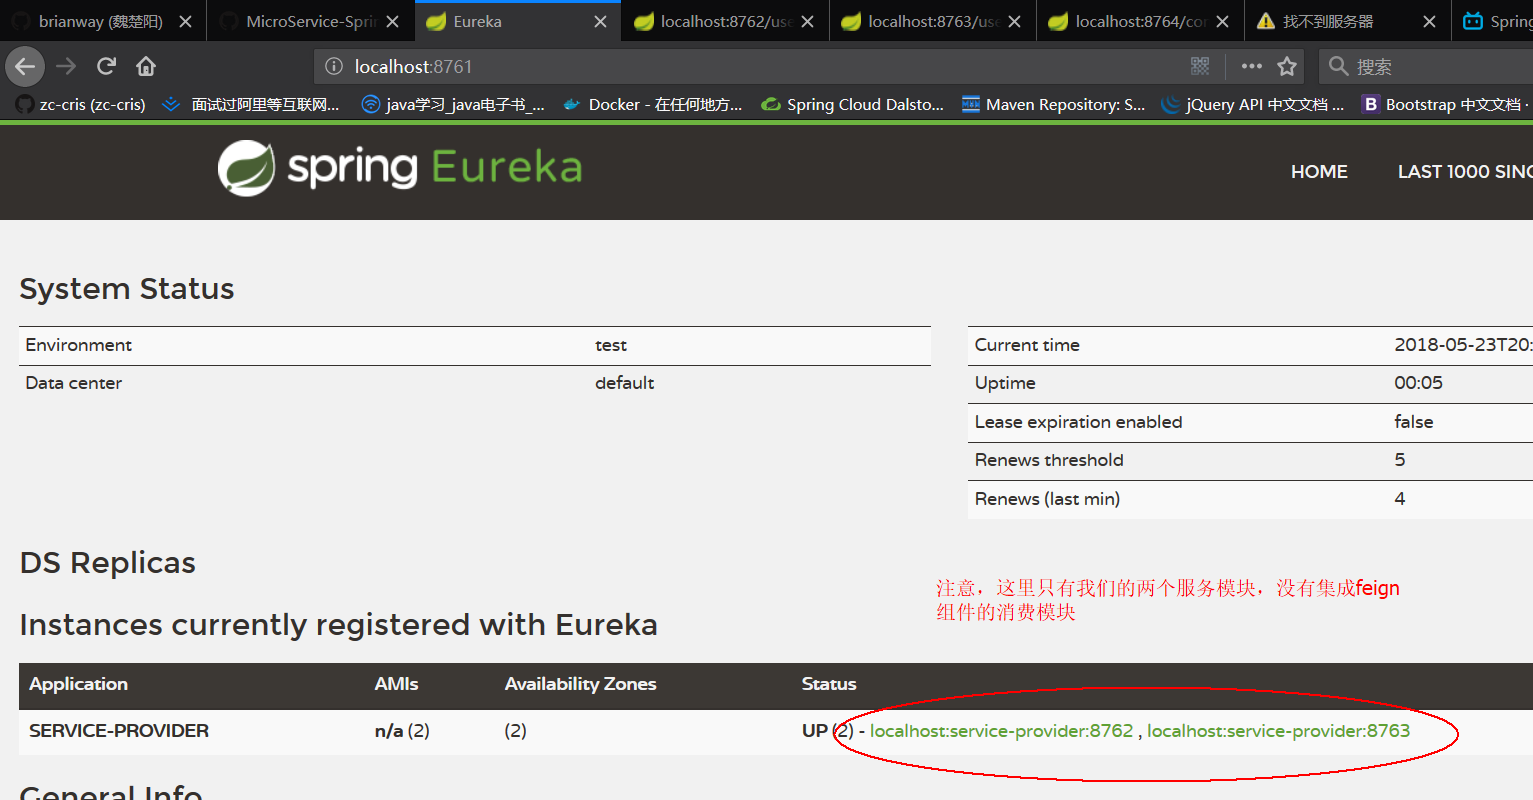 brianway (魏楚阳)
MicroService-Sprin
Eureka
localhost:8762/use
localhost:8763/us
localhost:8764/co
找不到服务器
Spring
localhost:8761
搜索
zc-cris (zc-cris)
面试过阿里等互联网...
java学习_java电子书_...
Docker - 在任何地方...
Spring Cloud Dalsto...
Maven Repository: S...
jQuery API 中文文档 ...
B Bootstrap 中文文档 ·
spring Eureka
HOME
LAST 1000 SINC
System Status
Environment test
Data center default
Current time 2018-05-23T20:
Uptime 00:05
Lease expiration enabled false
Renews threshold 5
Renews (last min) 4
DS Replicas
注意，这里只有我们的两个服务模块，没有集成feign
组件的消费模块
Instances currently registered with Eureka
Application AMIs Availability Zones Status
SERVICE-PROVIDER n/a (2) (2) UP (2) - localhost:service-provider:8762 , localhost:service-provider:8763
General Info